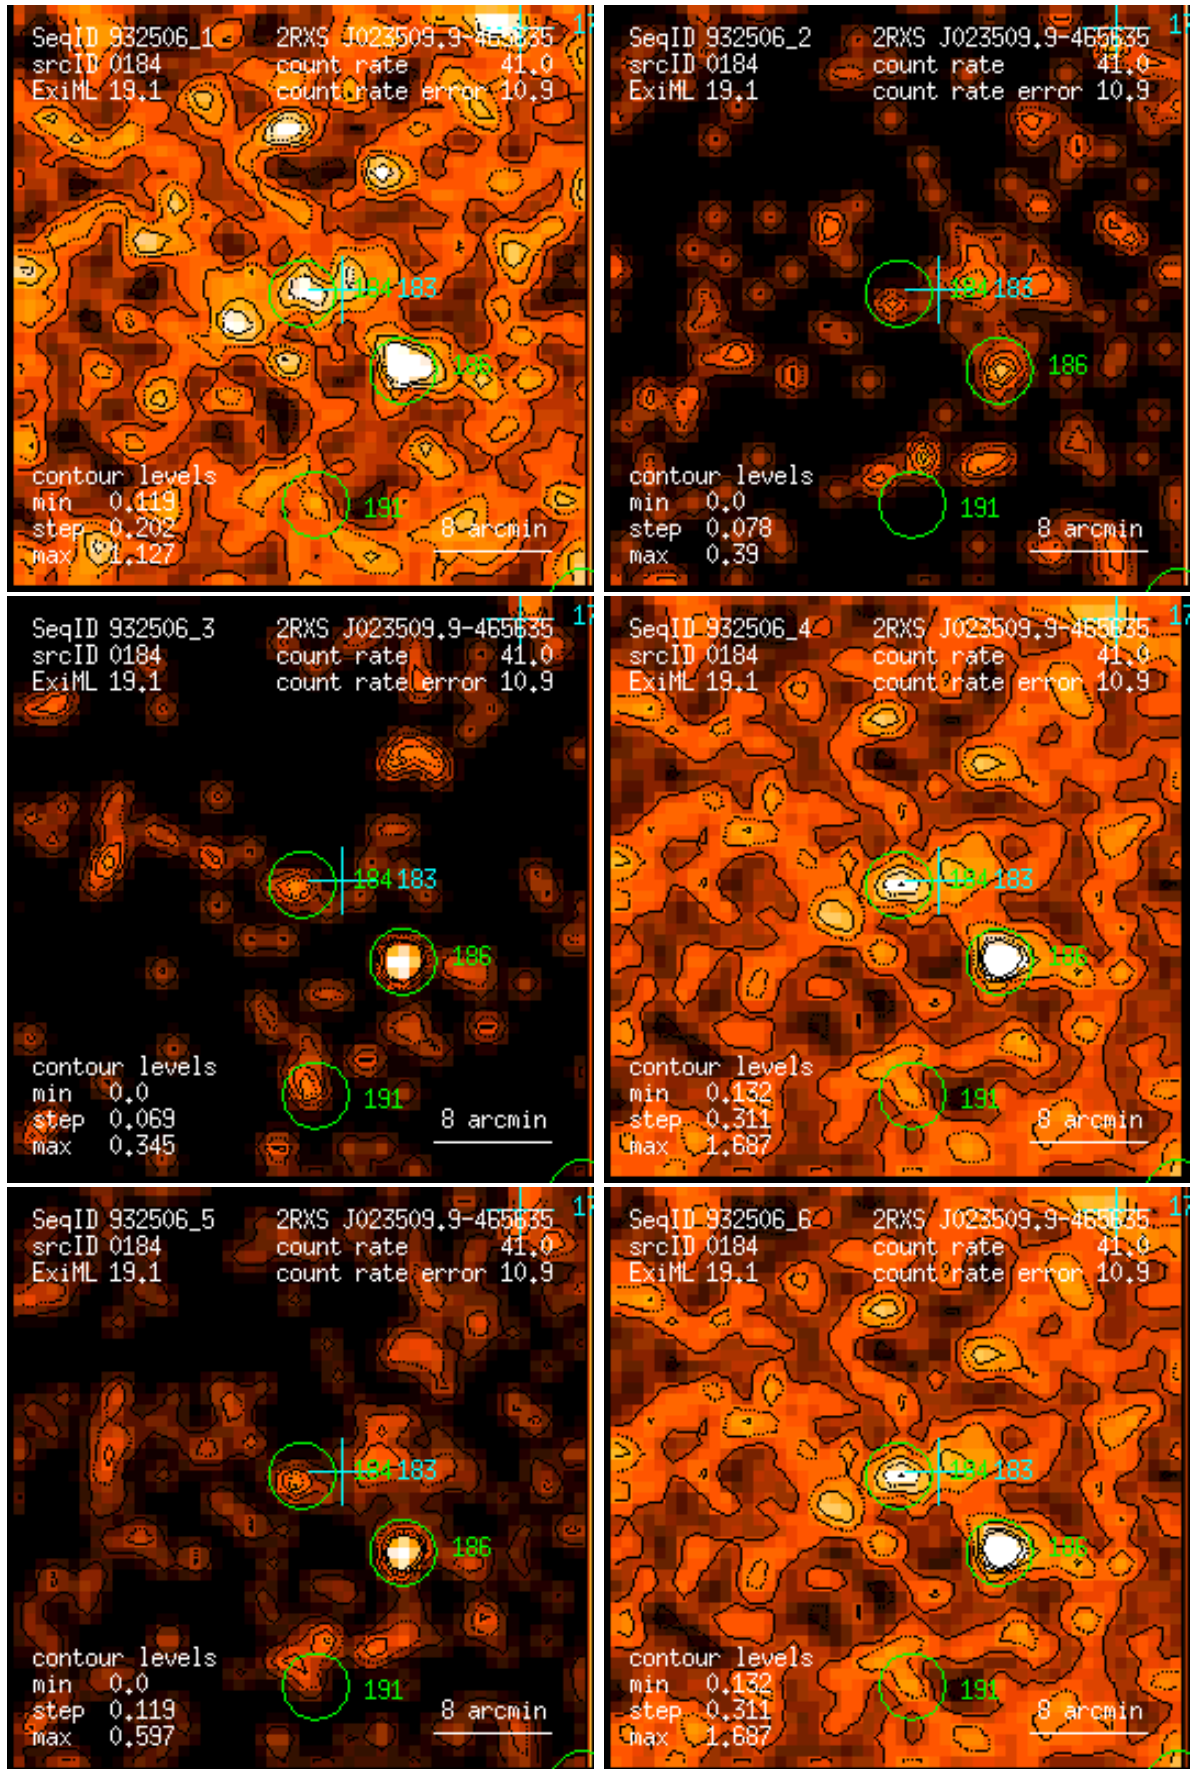 SeqID 932506_1 2RXS J023509.9-465635 17
srcID 0184 count rate 41.0
ExiML 19.1 count rate error 10.9
184 183
186
contour levels
min 0.119 191
step 0.202 8 arcmin
max 1.127
SeqID 932506_2 2RXS J023509.9-465635 17
srcID 0184 count rate 41.0
ExiML 19.1 count rate error 10.9
184 183
186
contour levels
min 0.0 191
step 0.078 8 arcmin
max 0.39
SeqID 932506_3 2RXS J023509.9-465635 17
srcID 0184 count rate 41.0
ExiML 19.1 count rate error 10.9
184 183
186
contour levels
min 0.0 191
step 0.069 8 arcmin
max 0.345
SeqID 932506_4 2RXS J023509.9-465635 17
srcID 0184 count rate 41.0
ExiML 19.1 count rate error 10.9
184 183
186
contour levels
min 0.132 191
step 0.311 8 arcmin
max 1.687
SeqID 932506_5 2RXS J023509.9-465635 17
srcID 0184 count rate 41.0
ExiML 19.1 count rate error 10.9
184 183
186
contour levels
min 0.0 191
step 0.119 8 arcmin
max 0.597
SeqID 932506_6 2RXS J023509.9-465635 17
srcID 0184 count rate 41.0
ExiML 19.1 count rate error 10.9
184 183
186
contour levels
min 0.132 191
step 0.311 8 arcmin
max 1.687